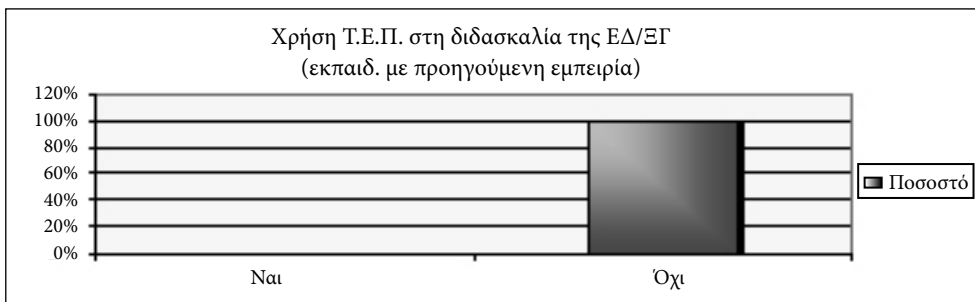 Χρήση Τ.Ε.Π. στη διδασκαλία της ΕΔ/ΞΓ
(εκπαιδ. με προηγούμενη εμπειρία)
120%
100%
80%
60%
40%
20%
0%
Ναι
Όχι
Ποσοστό